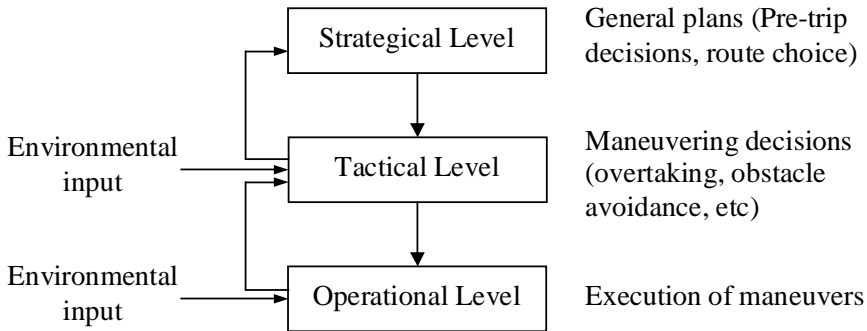 Strategical Level
General plans (Pre-trip
decisions, route choice)
Environmental
input
Tactical Level
Maneuvering decisions
(overtaking, obstacle
avoidance, etc)
Environmental
input
Operational Level
Execution of maneuvers